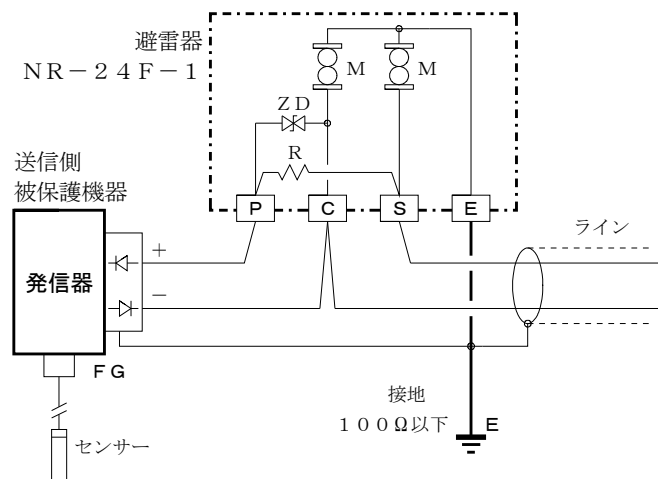 避雷器
NR-24F-1
M
M
ZD
R
P
C
S
E
送信側
被保護機器
発信器
+
−
ライン
FG
センサー
接地
100Ω以下
E